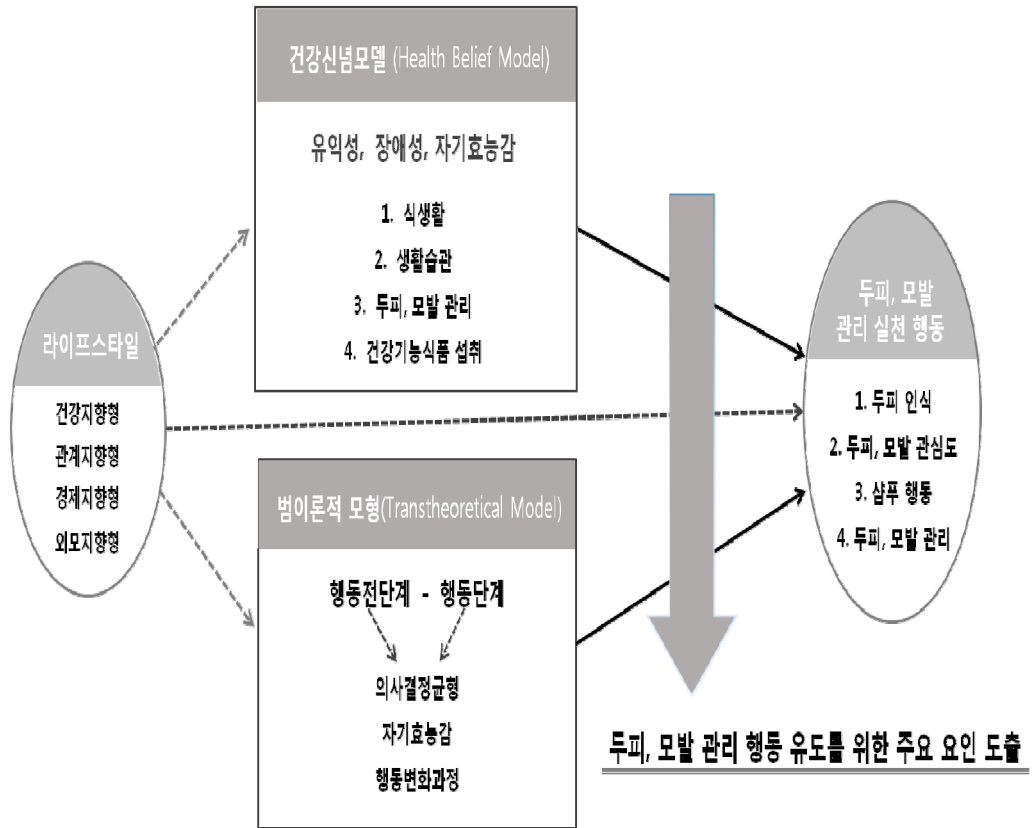 건강신념모델 (Health Belief Model)
유익성, 장애성, 자기효능감
1. 식생활
2. 생활습관
3. 두피, 모발 관리
4. 건강기능식품 섭취
라이프스타일
건강지향형
관계지향형
경제지향형
외모지향형
범이론적 모형(Transtheoretical Model)
행동전단계 - 행동단계
의사결정균형
자기효능감
행동변화과정
두피, 모발
관리 실천 행동
1. 두피 인식
2. 두피, 모발 관심도
3. 샴푸 행동
4. 두피, 모발 관리
두피, 모발 관리 행동 유도를 위한 주요 요인 도출